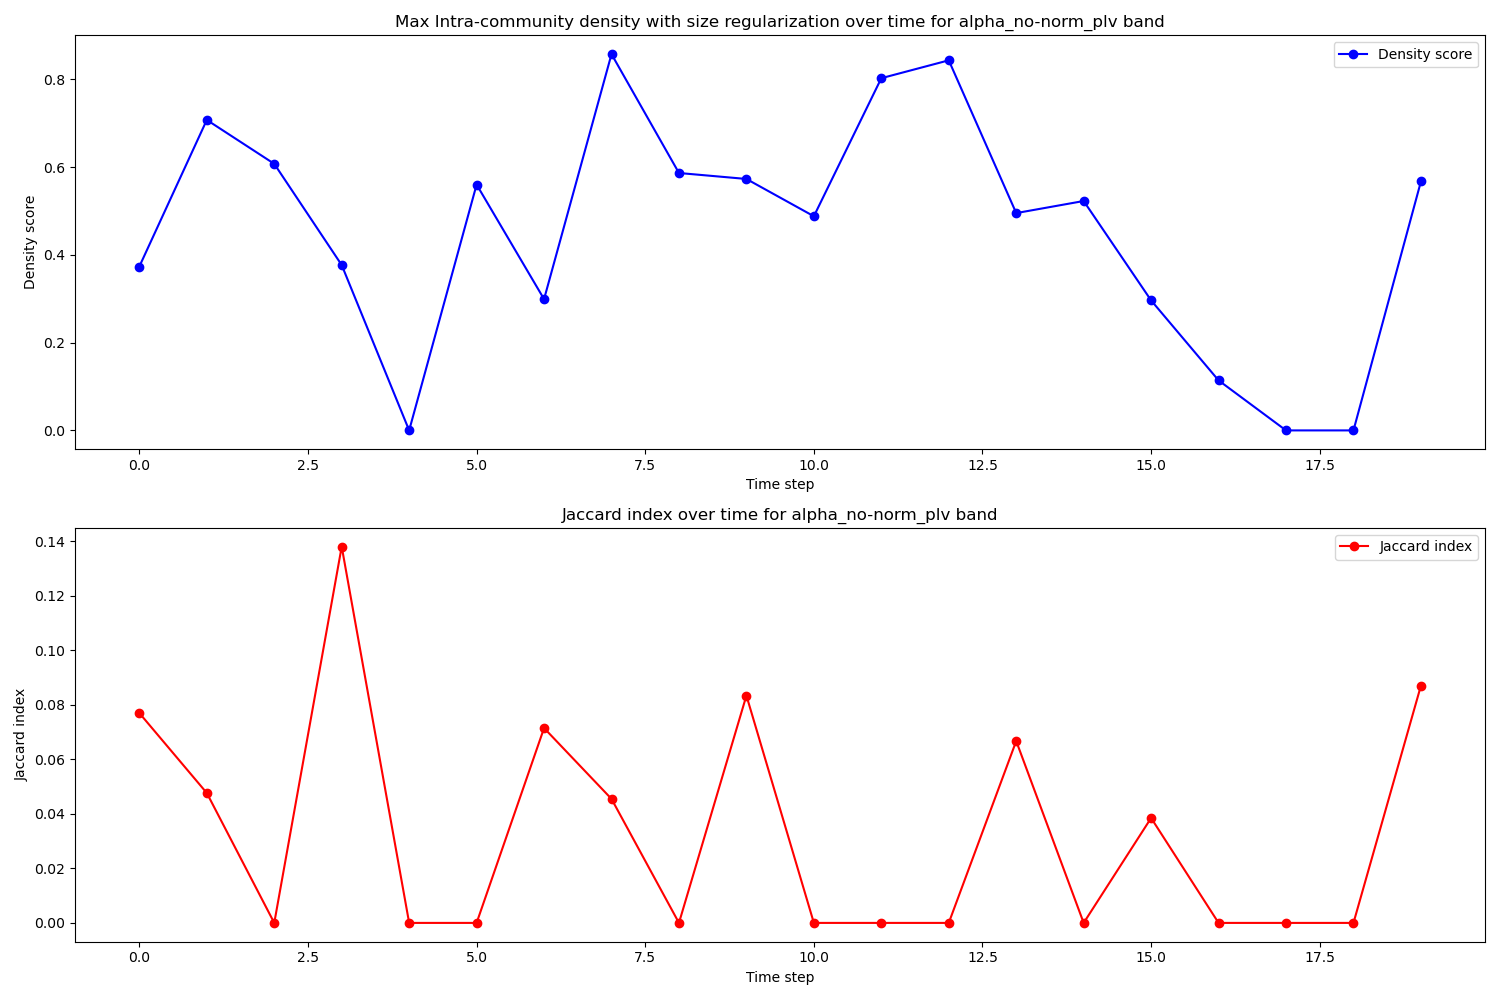 Max Intra-community density with size regularization over time for alpha_no-norm_plv band
Density score
0.8
0.6
0.4
0.2
0.0
Density score
0.0 2.5 5.0 7.5 10.0 12.5 15.0 17.5
Time step
Jaccard index over time for alpha_no-norm_plv band
Jaccard index
0.14
0.12
0.10
0.08
0.06
0.04
0.02
0.00
Jaccard index
0.0 2.5 5.0 7.5 10.0 12.5 15.0 17.5
Time step